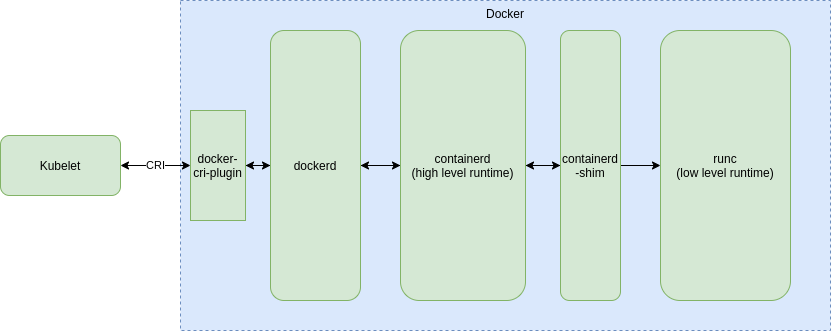 Docker
Kubelet
CRI
docker-
cri-plugin
dockerd
containerd
(high level runtime)
containerd
-shim
runc
(low level runtime)